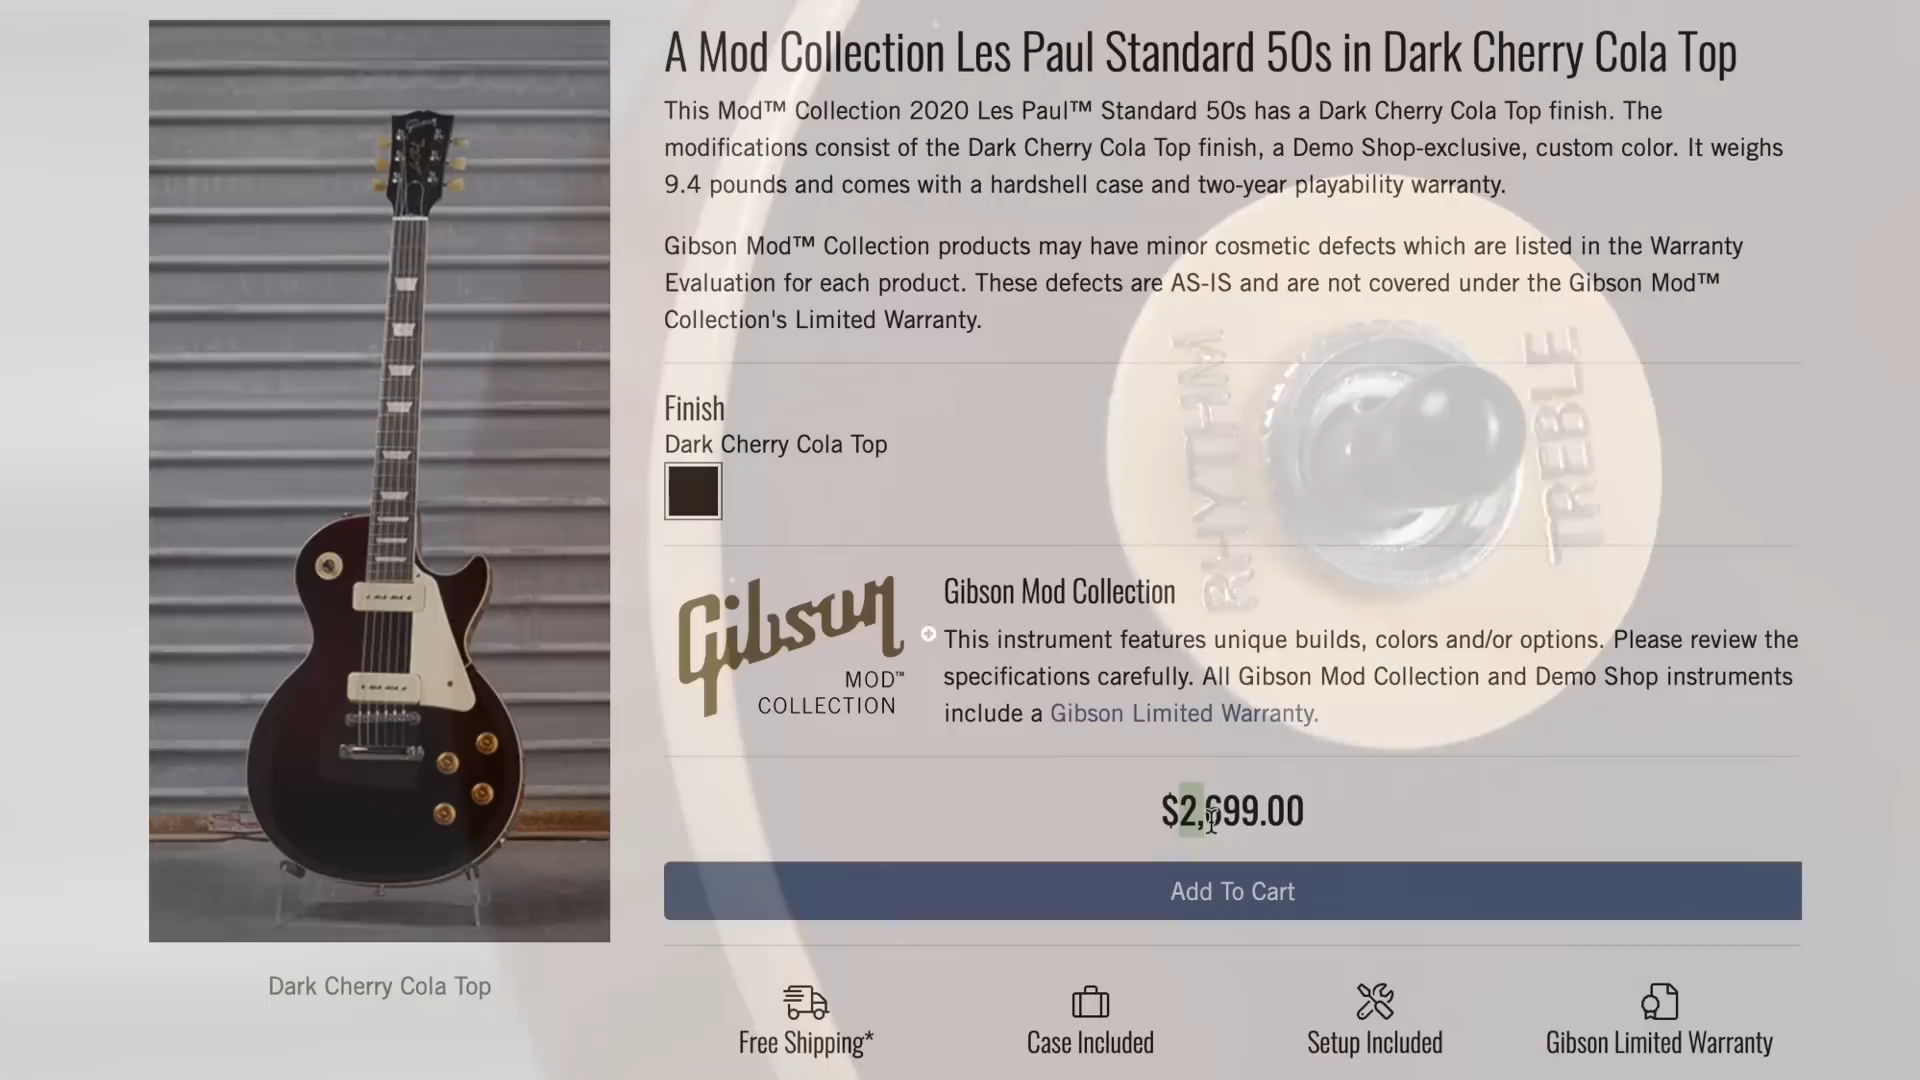 A Mod Collection Les Paul Standard 50s in Dark Cherry Cola Top
This Mod™ Collection 2020 Les Paul™ Standard 50s has a Dark Cherry Cola Top finish. The
modifications consist of the Dark Cherry Cola Top finish, a Demo Shop-exclusive, custom color. It weighs
9.4 pounds and comes with a hardshell case and two-year playability warranty.
Gibson Mod™ Collection products may have minor cosmetic defects which are listed in the Warranty
Evaluation for each product. These defects are AS-IS and are not covered under the Gibson Mod™
Collection's Limited Warranty.
Finish
Dark Cherry Cola Top
RHYTHM
TREBLE
Gibson
MOD™
COLLECTION
Gibson Mod Collection
This instrument features unique builds, colors and/or options. Please review the
specifications carefully. All Gibson Mod Collection and Demo Shop instruments
include a Gibson Limited Warranty.
$2,699.00
Add To Cart
Gibson
Dark Cherry Cola Top
Free Shipping*
Case Included
Setup Included
Gibson Limited Warranty